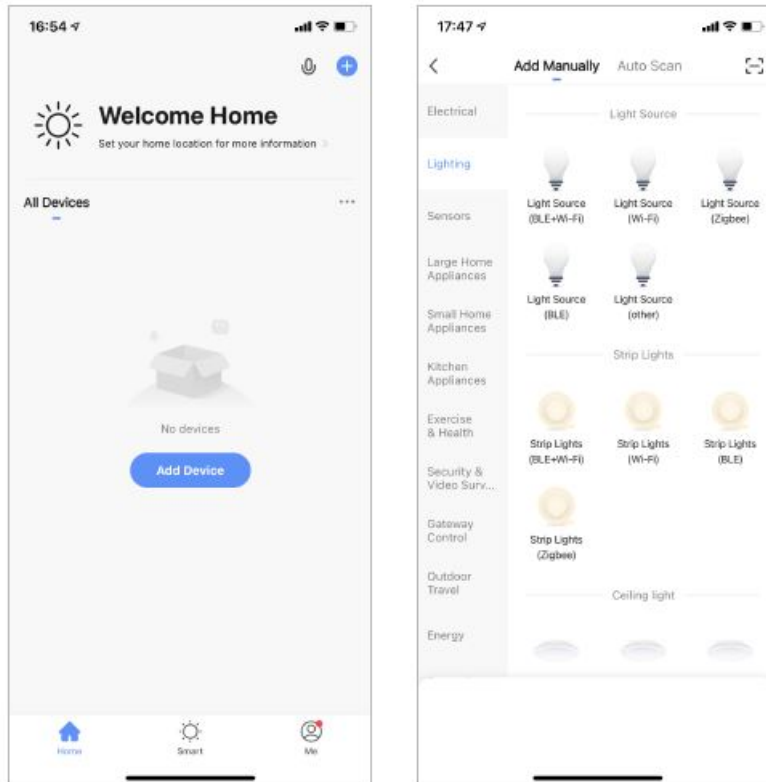 16:54
Welcome Home
Set your home location for more information
All Devices
No devices
Add Device
Home
Smart
Me
17:47
Add Manually Auto Scan
Electrical
Lighting
Sensors
Large Home
Appliances
Small Home
Appliances
Kitchen
Appliances
Exercise
& Health
Security &
Video Surv...
Gateway
Control
Outdoor
Travel
Energy
Light Source
Light Source
(BLE+Wi-Fi)
Light Source
(Wi-Fi)
Light Source
(Zigbee)
Light Source
(BLE)
Light Source
(other)
Strip Lights
Strip Lights
(BLE+Wi-Fi)
Strip Lights
(Wi-Fi)
Strip Lights
(BLE)
Strip Lights
(Zigbee)
Ceiling light